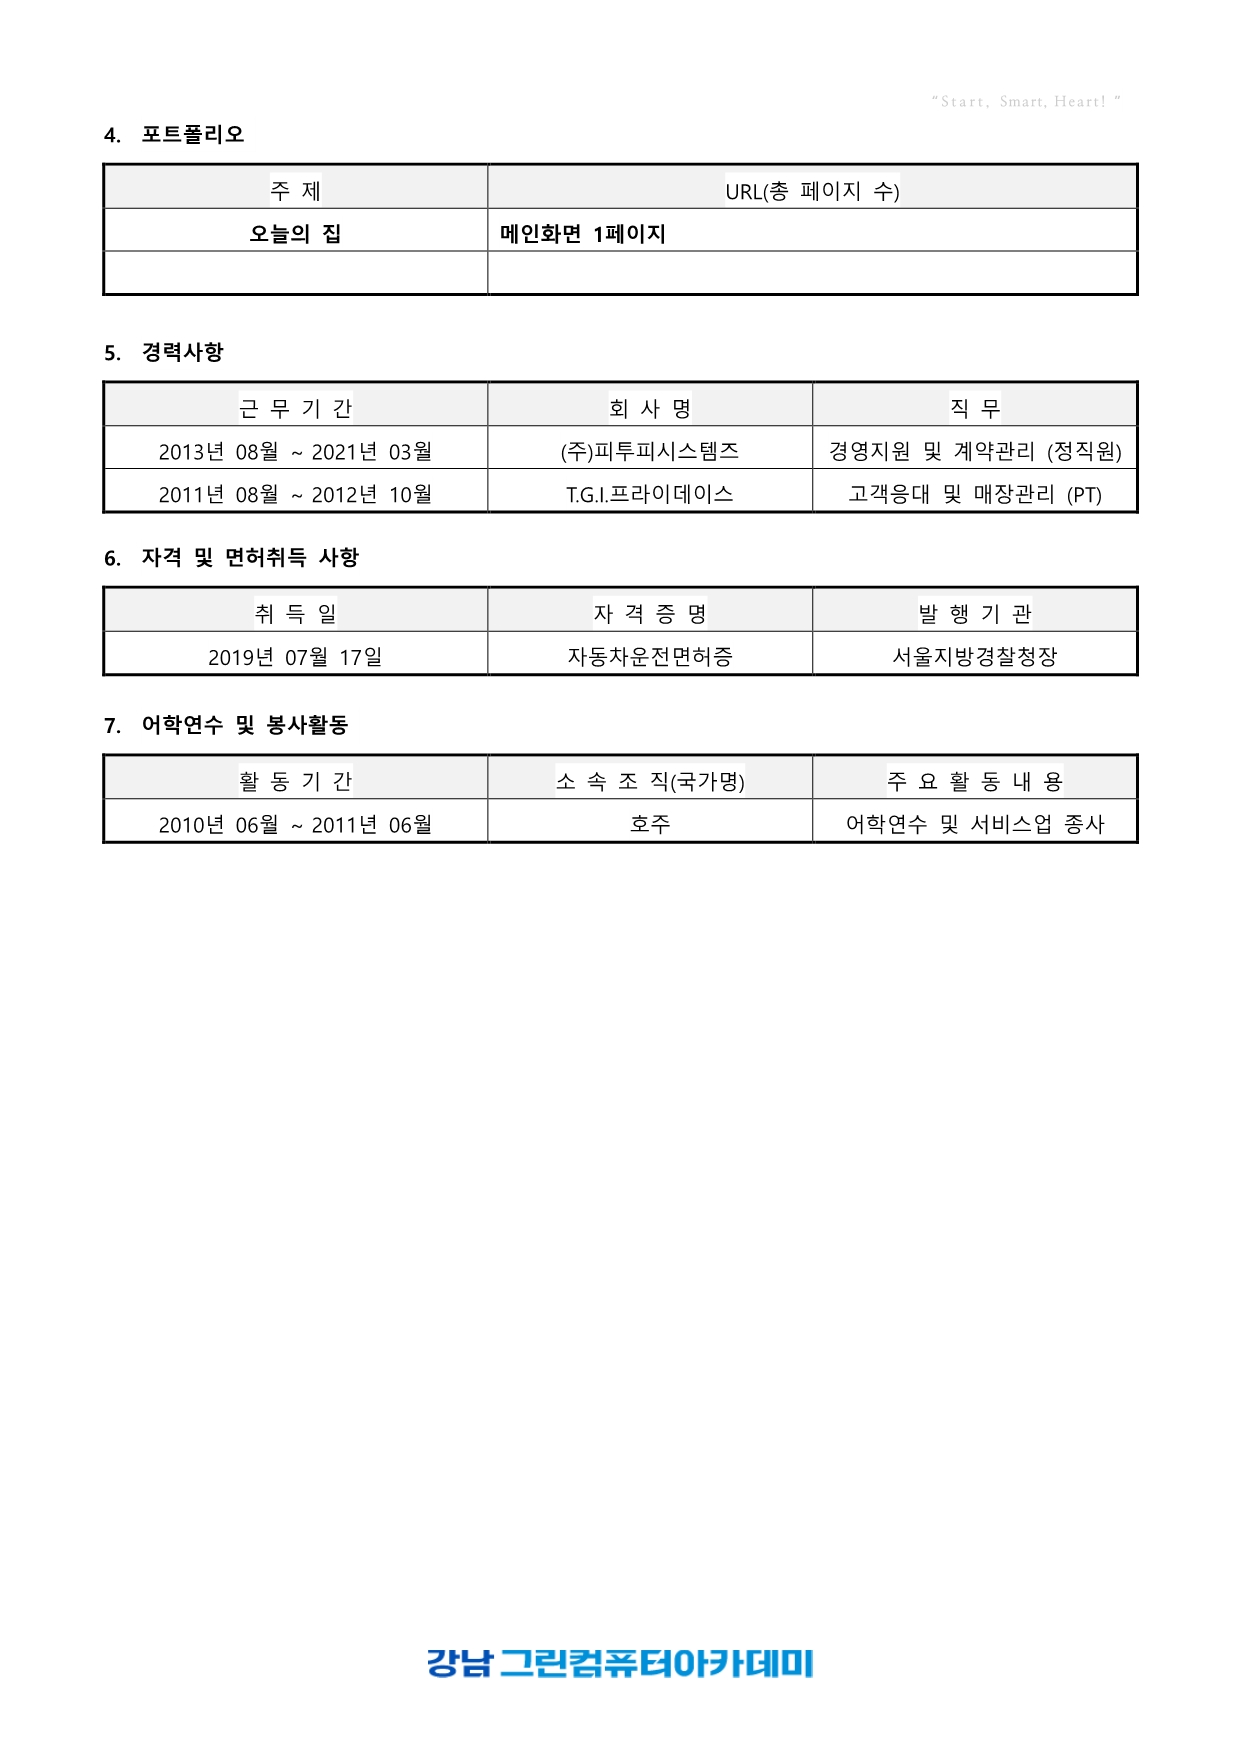 "Start, Smart, Heart! "
4. 포트폴리오
주 제 URL(총 페이지 수)
오늘의 집 메인화면 1페이지
5. 경력사항
근 무 기 간 회 사 명 직 무
2013년 08월 ~ 2021년 03월 (주)피투피시스템즈 경영지원 및 계약관리 (정직원)
2011년 08월 ~ 2012년 10월 T.G.I.프라이데이스 고객응대 및 매장관리 (PT)
6. 자격 및 면허취득 사항
취 득 일 자 격 증 명 발 행 기 관
2019년 07월 17일 자동차운전면허증 서울지방경찰청장
7. 어학연수 및 봉사활동
활 동 기 간 소 속 조 직(국가명) 주 요 활 동 내 용
2010년 06월 ~ 2011년 06월 호주 어학연수 및 서비스업 종사
강남 그린컴퓨터아카데미